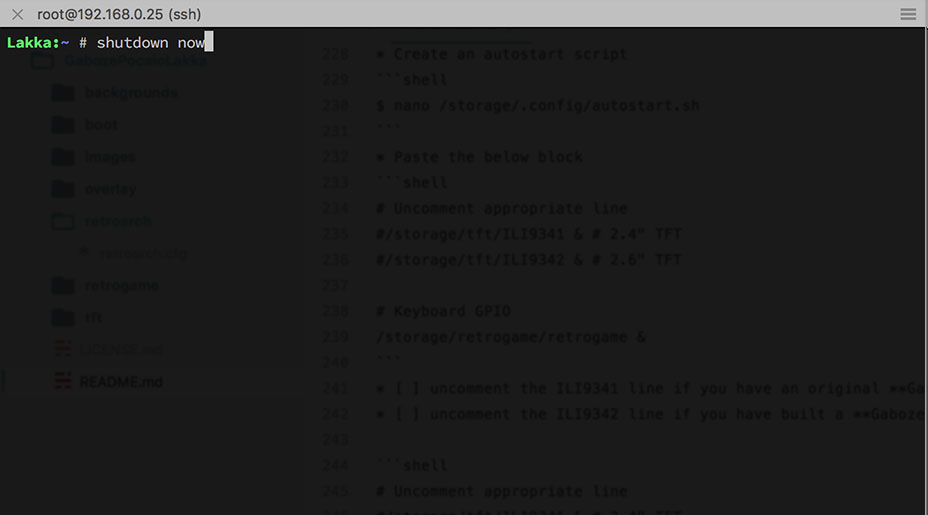 root@192.168.0.25 (ssh)
Lakka:~ # shutdown now
GabozePocaioLakka
backgrounds
boot
images
overlay
retroarch
retroarch.cfg
retrogame
tft
LICENSE.md
README.md
228 * Create an autostart script
229 ```shell
230 $ nano /storage/.config/autostart.sh
231 ```
232 * Paste the below block
233 ```shell
234 # Uncomment appropriate line
235 #/storage/tft/ILI9341 & # 2.4" TFT
236 #/storage/tft/ILI9342 & # 2.6" TFT
237
238 # Keyboard GPIO
239 /storage/retrogame/retrogame &
240 ```
241 * [ ] uncomment the ILI9341 line if you have an original **Ga
242 * [ ] uncomment the ILI9342 line if you have built a **Gaboze
243
244 ```shell
245 # Uncomment appropriate line